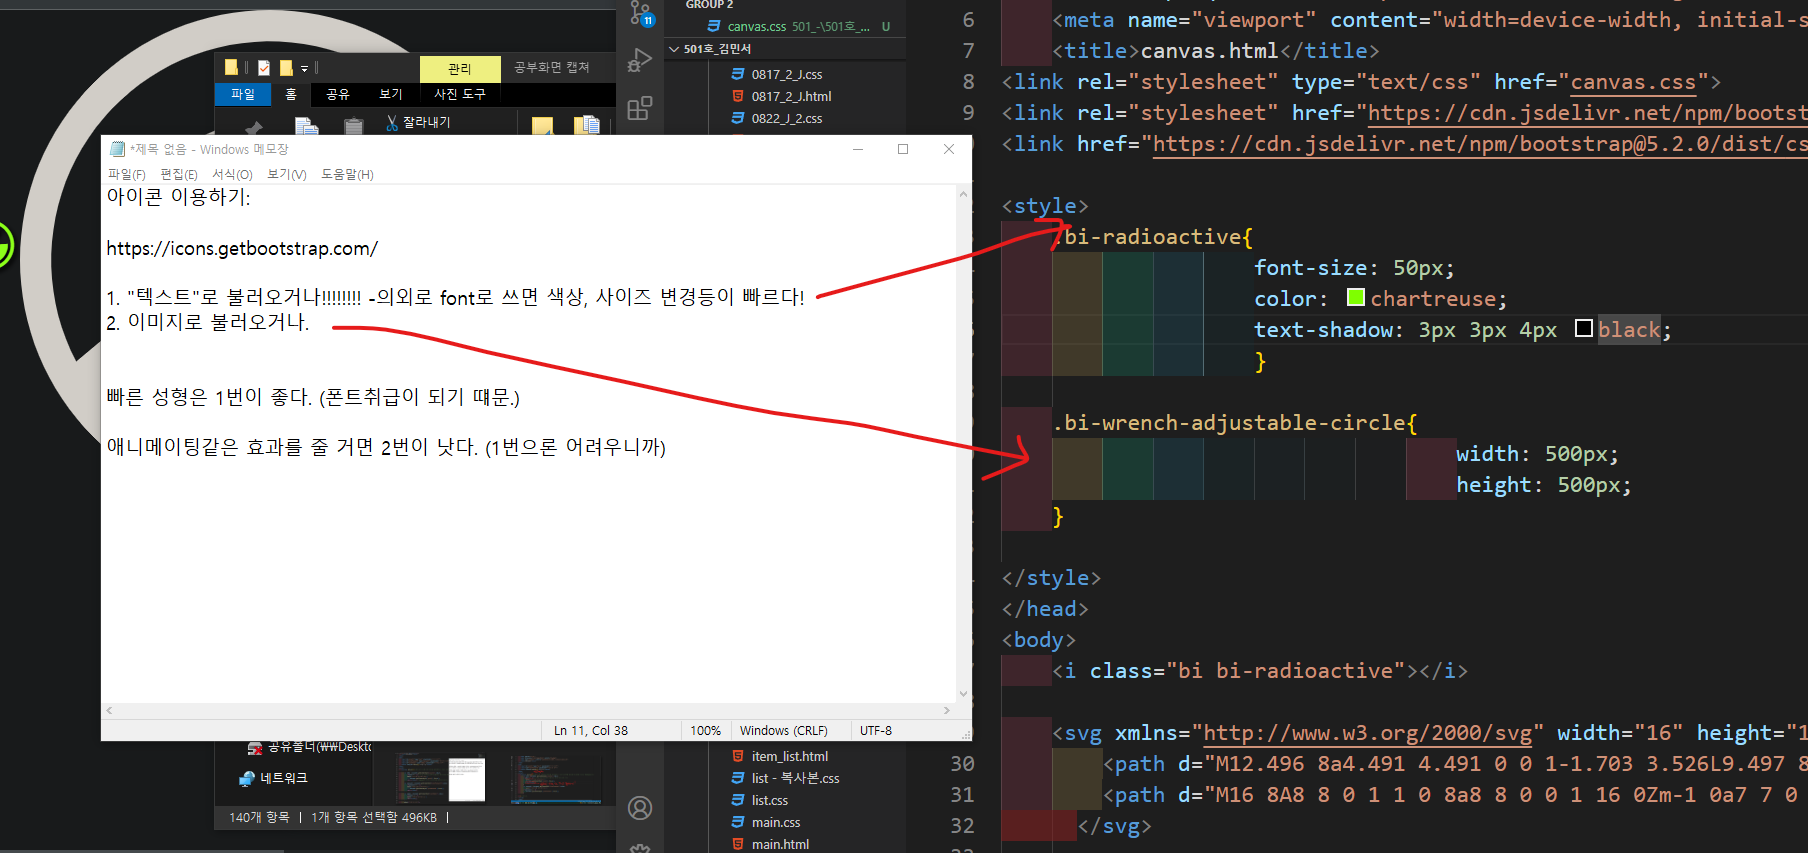 관리
공부화면 캡쳐
파일
홈
공유
보기
사진 도구
잘라내기
*제목 없음 - Windows 메모장
파일(F)
편집(E)
서식(O)
보기(V)
도움말(H)
아이콘 이용하기:
https://icons.getbootstrap.com/
1. "텍스트"로 불러오거나!!!!!!!! -의외로 font로 쓰면 색상, 사이즈 변경등이 빠르다!
2. 이미지로 불러오거나.
빠른 성형은 1번이 좋다. (폰트취급이 되기 떄문.)
애니메이팅같은 효과를 줄 거면 2번이 낫다. (1번으론 어려우니까)
Ln 11, Col 38
100%
Windows (CRLF)
UTF-8
공유폴더(₩₩Deskto
네트워크
140개 항목
1개 항목 선택함 496KB
11
GROUP 2
canvas.css 501_-\501호_... U
501호_김민서
0817_2_J.css
0817_2_J.html
0822_J_2.css
item_list.html
list - 복사본.css
list.css
main.css
main.html
6 <meta name="viewport" content="width=device-width, initial-s
7 <title>canvas.html</title>
8 <link rel="stylesheet" type="text/css" href="canvas.css">
9 <link rel="stylesheet" href="https://cdn.jsdelivr.net/npm/bootst
<link href="https://cdn.jsdelivr.net/npm/bootstrap@5.2.0/dist/cs
<style>
.bi-radioactive{
font-size: 50px;
color: chartreuse;
text-shadow: 3px 3px 4px black;
}
.bi-wrench-adjustable-circle{
width: 500px;
height: 500px;
}
</style>
</head>
<body>
<i class="bi bi-radioactive"></i>
<svg xmlns="http://www.w3.org/2000/svg" width="16" height="1
30 <path d="M12.496 8a4.491 4.491 0 0 1-1.703 3.526L9.497 8
31 <path d="M16 8A8 8 0 1 1 0 8a8 8 0 0 1 16 0Zm-1 0a7 7 0
32 </svg>